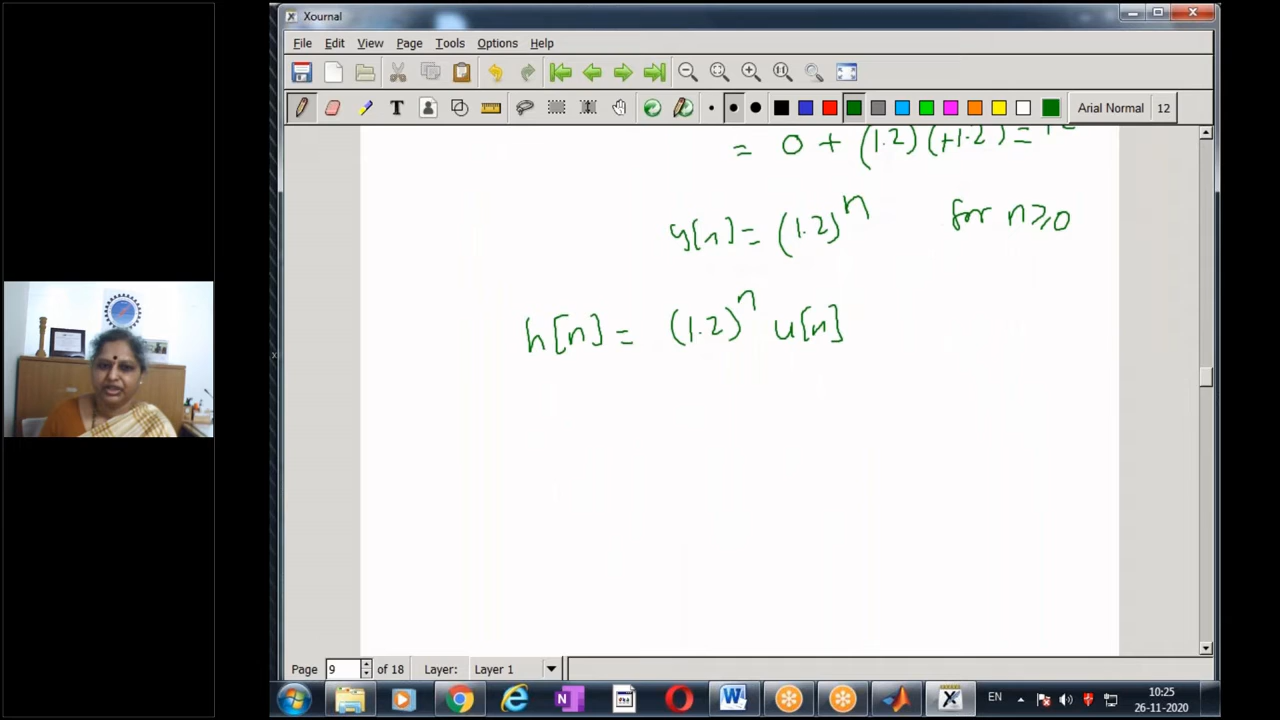 Xournal
File Edit View Page Tools Options Help
Arial Normal 12
= 0 + (1.2)(+1.2) =
y[n] = (1.2)^n for n≥0
h[n] = (1.2)^n u[n]
Page 9 of 18 Layer: Layer 1
EN
10:25
26-11-2020